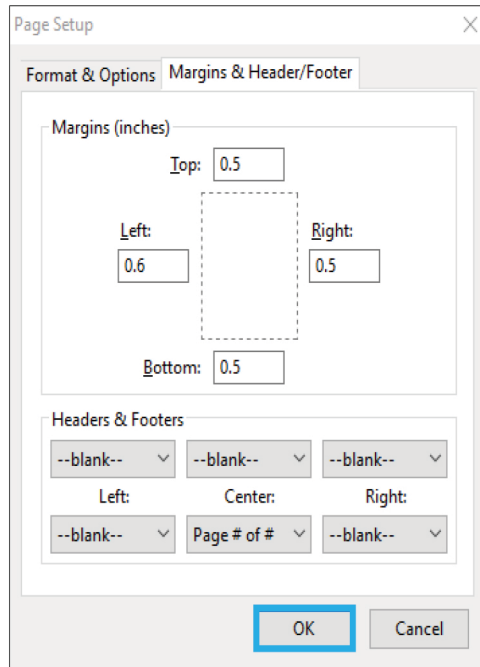 Page Setup
Format & Options Margins & Header/Footer
Margins (inches)
Top: 0.5
Left: Right:
0.6 0.5
Bottom: 0.5
Headers & Footers
--blank-- --blank-- --blank--
Left: Center: Right:
--blank-- Page # of # --blank--
OK Cancel